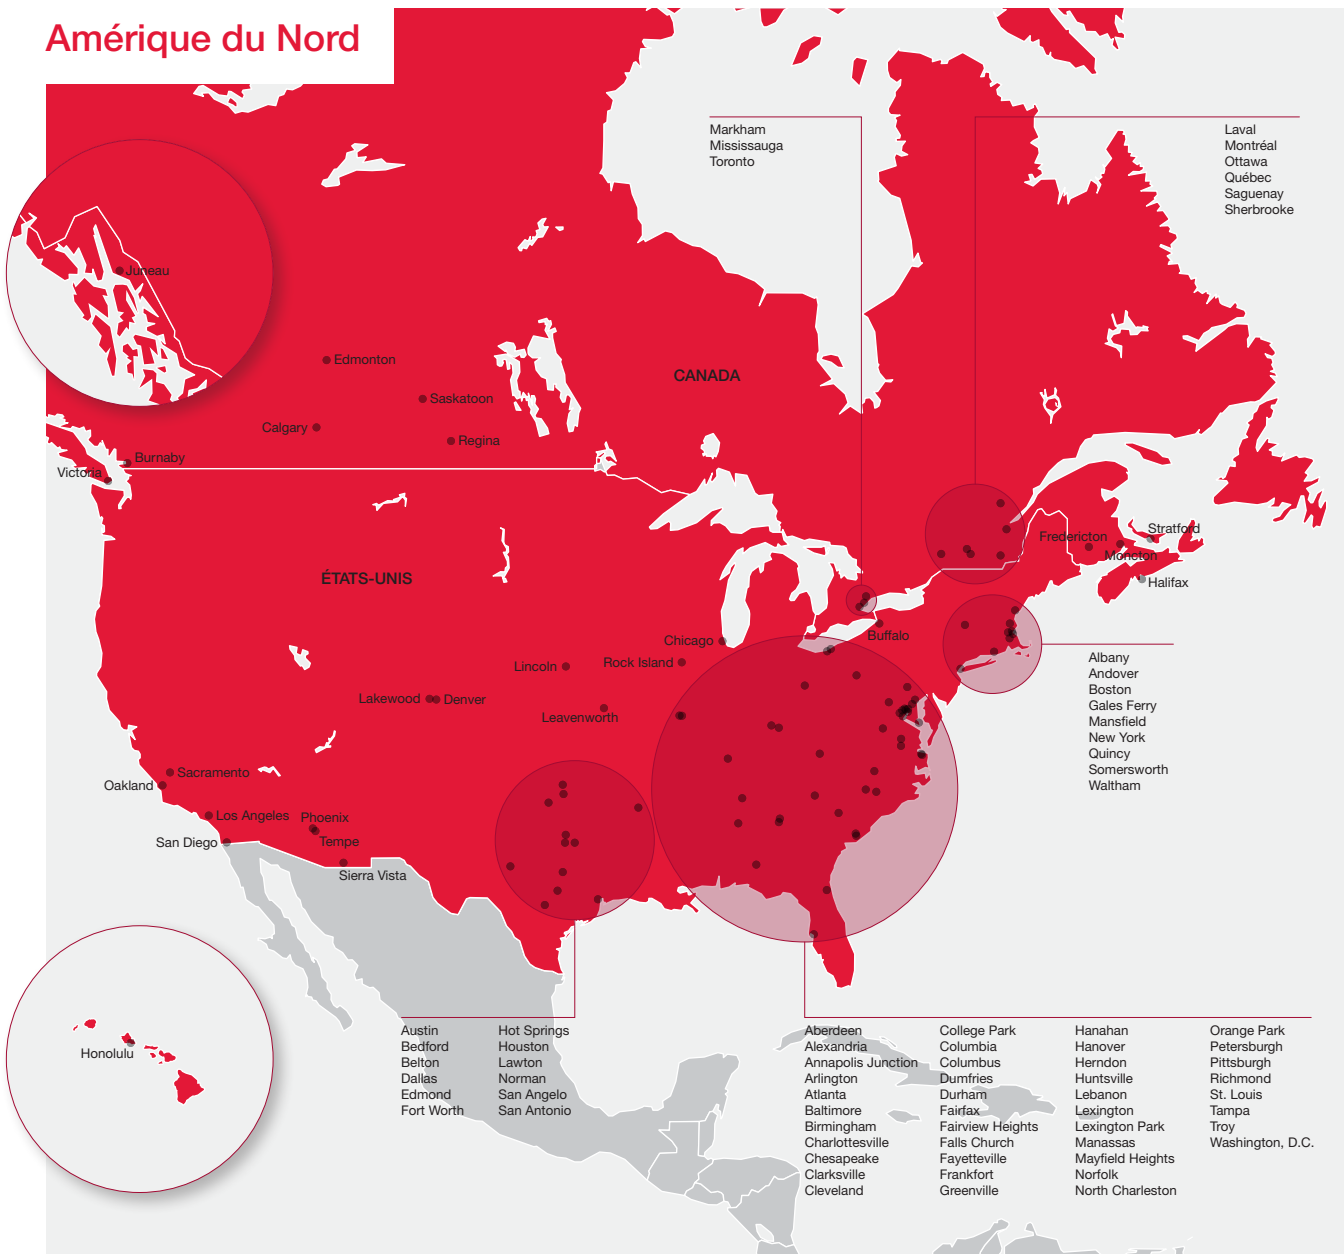 Amérique du Nord
Markham
Mississauga
Toronto
Laval
Montréal
Ottawa
Québec
Saguenay
Sherbrooke
Juneau
Edmonton
CANADA
Saskatoon
Calgary
Regina
Burnaby
Victoria
Stratford
Fredericton
Moncton
ÉTATS-UNIS
Halifax
Buffalo
Chicago
Rock Island
Lincoln
Albany
Andover
Boston
Gales Ferry
Mansfield
New York
Quincy
Somersworth
Waltham
Lakewood
Denver
Leavenworth
Sacramento
Oakland
Los Angeles
Phoenix
San Diego
Tempe
Sierra Vista
Honolulu
Austin
Bedford
Belton
Dallas
Edmond
Fort Worth
Hot Springs
Houston
Lawton
Norman
San Angelo
San Antonio
Aberdeen
Alexandria
Annapolis Junction
Arlington
Atlanta
Baltimore
Birmingham
Charlottesville
Chesapeake
Clarksville
Cleveland
College Park
Columbia
Columbus
Dumfries
Durham
Fairfax
Fairview Heights
Falls Church
Fayetteville
Frankfort
Greenville
Hanahan
Hanover
Herndon
Huntsville
Lebanon
Lexington
Lexington Park
Manassas
Mayfield Heights
Norfolk
North Charleston
Orange Park
Petersburgh
Pittsburgh
Richmond
St. Louis
Tampa
Troy
Washington, D.C.